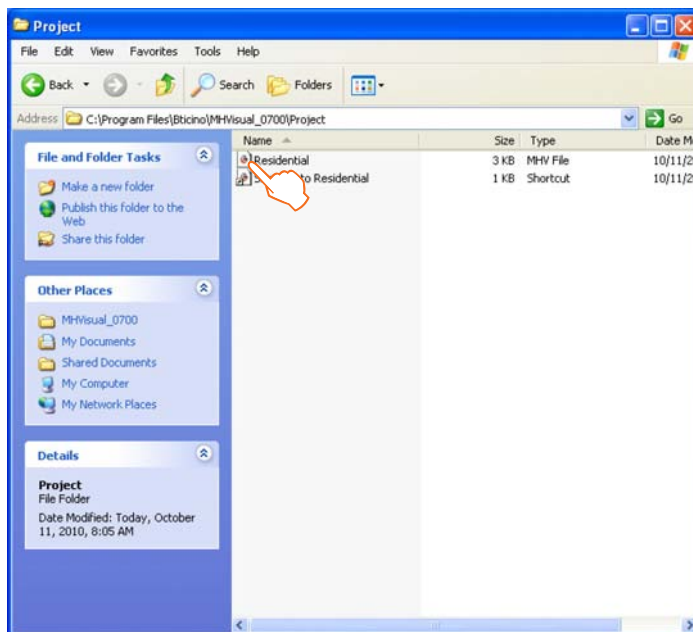 Project
File Edit View Favorites Tools Help
Back Search Folders
Address C:\Program Files\Bticino\MHVisual_0700\Project Go
Name Size Type Date M
Residential 3 KB MHV File 10/11/2
to Residential 1 KB Shortcut 10/11/2
File and Folder Tasks
Make a new folder
Publish this folder to the
Web
Share this folder
Other Places
MHVisual_0700
My Documents
Shared Documents
My Computer
My Network Places
Details
Project
File Folder
Date Modified: Today, October
11, 2010, 8:05 AM